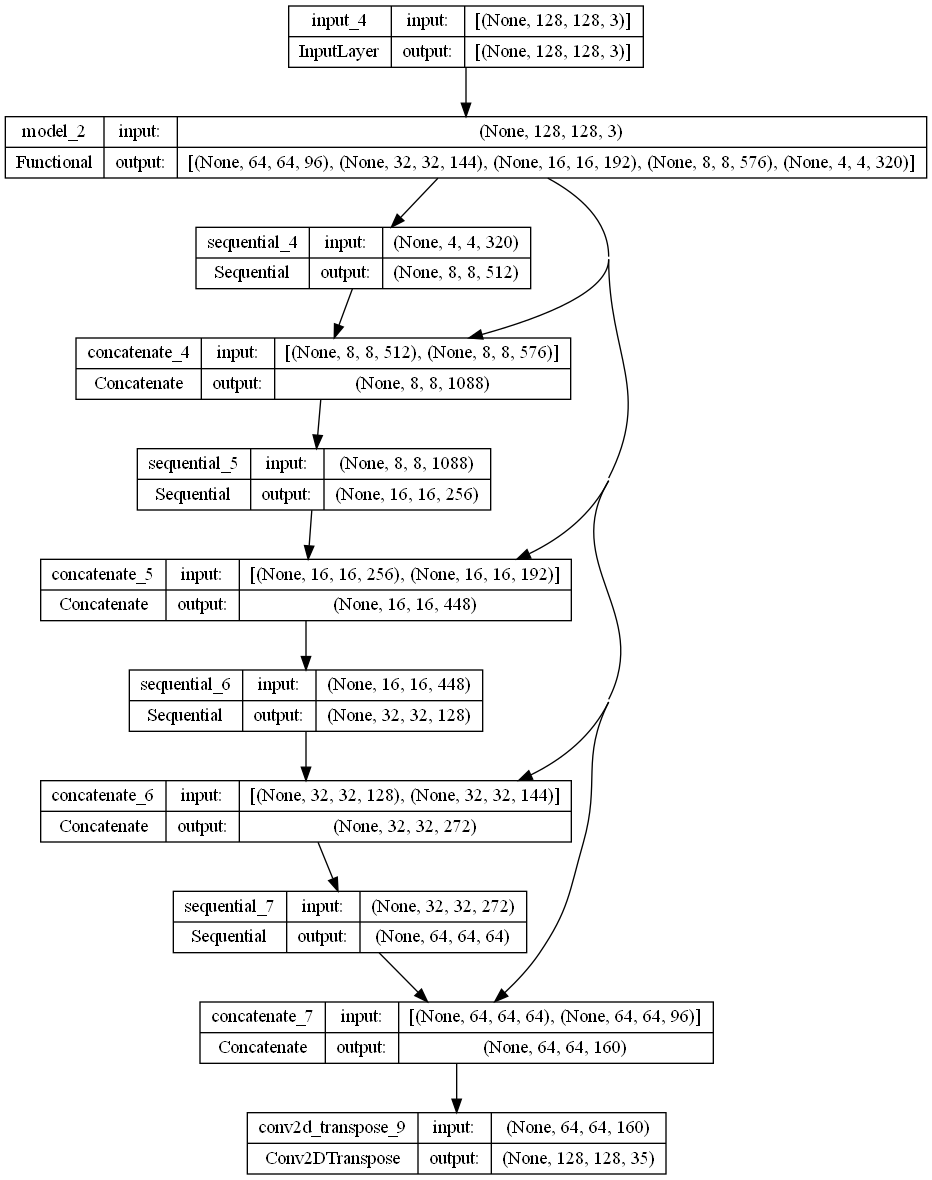 input_4 input: [(None, 128, 128, 3)]
InputLayer output: [(None, 128, 128, 3)]
model_2 input: (None, 128, 128, 3)
Functional output: [(None, 64, 64, 96), (None, 32, 32, 144), (None, 16, 16, 192), (None, 8, 8, 576), (None, 4, 4, 320)]
sequential_4 input: (None, 4, 4, 320)
Sequential output: (None, 8, 8, 512)
concatenate_4 input: [(None, 8, 8, 512), (None, 8, 8, 576)]
Concatenate output: (None, 8, 8, 1088)
sequential_5 input: (None, 8, 8, 1088)
Sequential output: (None, 16, 16, 256)
concatenate_5 input: [(None, 16, 16, 256), (None, 16, 16, 192)]
Concatenate output: (None, 16, 16, 448)
sequential_6 input: (None, 16, 16, 448)
Sequential output: (None, 32, 32, 128)
concatenate_6 input: [(None, 32, 32, 128), (None, 32, 32, 144)]
Concatenate output: (None, 32, 32, 272)
sequential_7 input: (None, 32, 32, 272)
Sequential output: (None, 64, 64, 64)
concatenate_7 input: [(None, 64, 64, 64), (None, 64, 64, 96)]
Concatenate output: (None, 64, 64, 160)
conv2d_transpose_9 input: (None, 64, 64, 160)
Conv2DTranspose output: (None, 128, 128, 35)